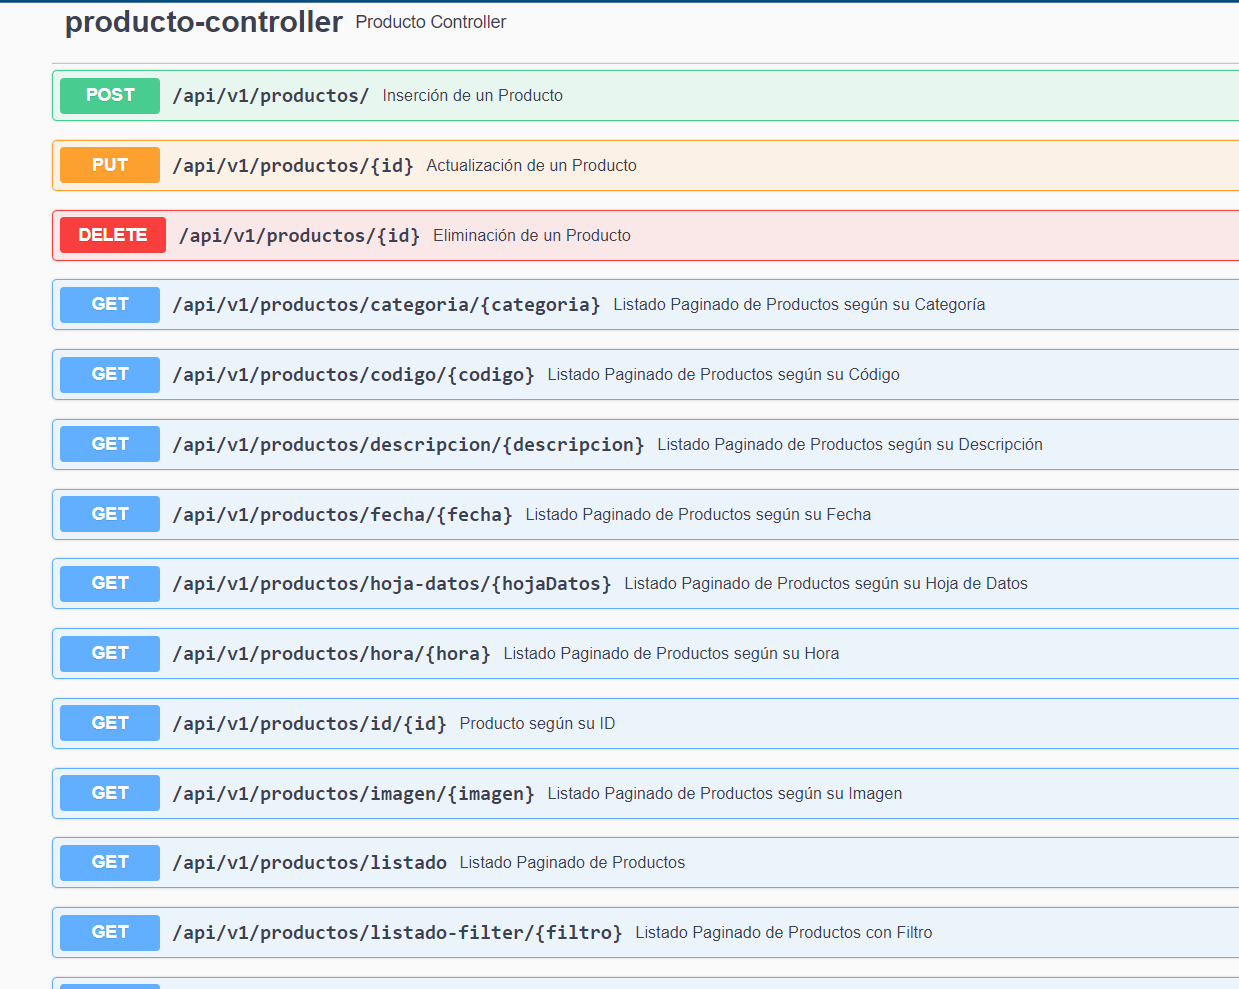 producto-controller Producto Controller
POST /api/v1/productos/ Inserción de un Producto
PUT /api/v1/productos/{id} Actualización de un Producto
DELETE /api/v1/productos/{id} Eliminación de un Producto
GET /api/v1/productos/categoria/{categoria} Listado Paginado de Productos según su Categoría
GET /api/v1/productos/codigo/{codigo} Listado Paginado de Productos según su Código
GET /api/v1/productos/descripcion/{descripcion} Listado Paginado de Productos según su Descripción
GET /api/v1/productos/fecha/{fecha} Listado Paginado de Productos según su Fecha
GET /api/v1/productos/hoja-datos/{hojaDatos} Listado Paginado de Productos según su Hoja de Datos
GET /api/v1/productos/hora/{hora} Listado Paginado de Productos según su Hora
GET /api/v1/productos/id/{id} Producto según su ID
GET /api/v1/productos/imagen/{imagen} Listado Paginado de Productos según su Imagen
GET /api/v1/productos/listado Listado Paginado de Productos
GET /api/v1/productos/listado-filter/{filtro} Listado Paginado de Productos con Filtro